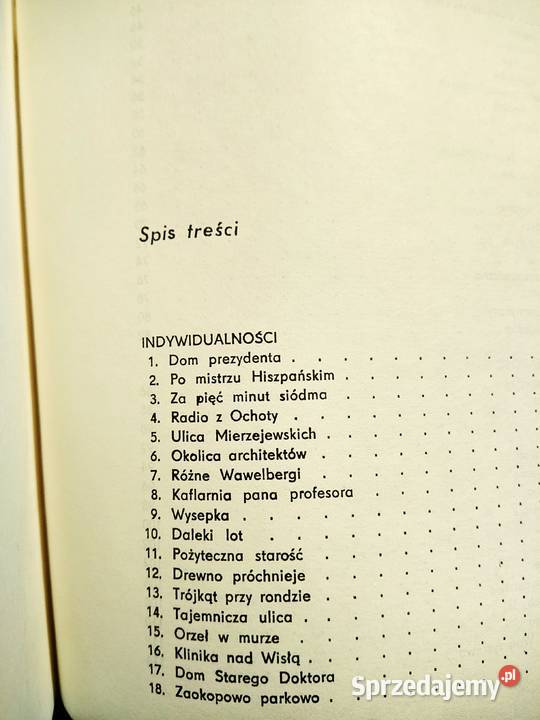 Spis treści
INDYWIDUALNOŚCI
1. Dom prezydenta . . . . . . . . .
2. Po mistrzu Hiszpańskim . . . . . . .
3. Za pięć minut siódma . . . . . . .
4. Radio z Ochoty . . . . . . . .
5. Ulica Mierzejewskich . . . . . . .
6. Okolica architektów . . . . . . .
7. Różne Wawelbergi . . . . . . . .
8. Kaflarnia pana profesora . . . . . .
9. Wysepka . . . . . . . . . .
10. Daleki lot . . . . . . . . .
11. Pożyteczna starość . . . . . . .
12. Drewno próchnieje . . . . . . .
13. Trójkąt przy rondzie . . . . . . .
14. Tajemnicza ulica . . . . . . . .
15. Orzeł w murze . . . . . . . .
16. Klinika nad Wisłą . . . . . . .
17. Dom Starego Doktora . . . . . .
18. Zaokopowo parkowo . . . . . . .
Sprzedajemy.pl